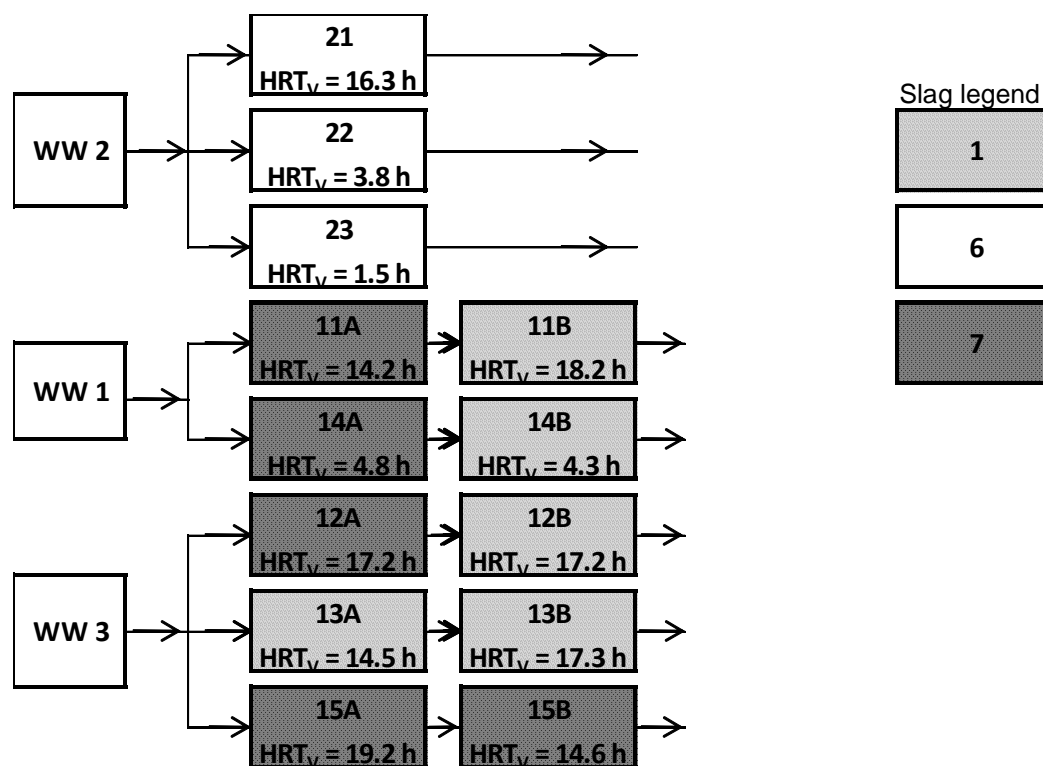 21
HRTV = 16.3 h
WW 2
22
HRTV = 3.8 h
23
HRTV = 1.5 h
WW 1
11A
HRTV = 14.2 h
11B
HRTV = 18.2 h
14A
HRTV = 4.8 h
14B
HRTV = 4.3 h
WW 3
12A
HRTV = 17.2 h
12B
HRTV = 17.2 h
13A
HRTV = 14.5 h
13B
HRTV = 17.3 h
15A
HRTV = 19.2 h
15B
HRTV = 14.6 h
Slag legend
1
6
7